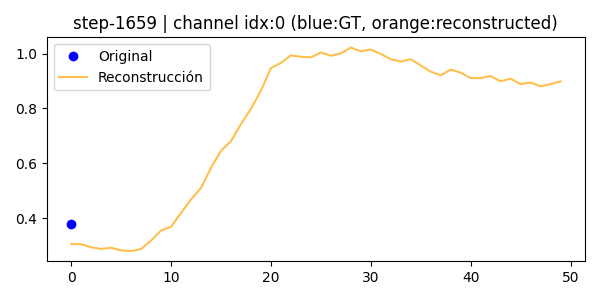 step-1659 | channel idx:0 (blue:GT, orange:reconstructed)
Original
Reconstrucción
1.0
0.8
0.6
0.4
0 10 20 30 40 50